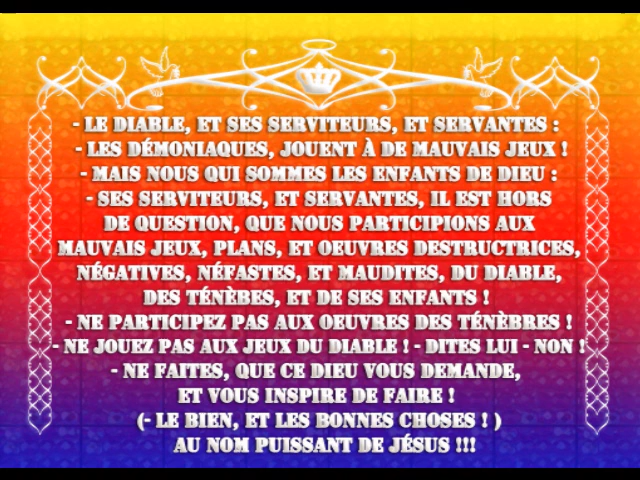 - LE DIABLE, ET SES SERVITEURS, ET SERVANTES :
- LES DÉMONIAQUES, JOUENT À DE MAUVAIS JEUX !
- MAIS NOUS QUI SOMMES LES ENFANTS DE DIEU :
- SES SERVITEURS, ET SERVANTES, IL EST HORS
DE QUESTION, QUE NOUS PARTICIPIONS AUX
MAUVAIS JEUX, PLANS, ET OEUVRES DESTRUCTRICES,
NÉGATIVES, NÉFASTES, ET MAUDITES, DU DIABLE,
DES TÉNÈBES, ET DE SES ENFANTS !
- NE PARTICIPEZ PAS AUX OEUVRES DES TÉNÈBRES !
- NE JOUEZ PAS AUX JEUX DU DIABLE ! - DITES LUI - NON !
- NE FAITES, QUE CE DIEU VOUS DEMANDE,
ET VOUS INSPIRE DE FAIRE !
(- LE BIEN, ET LES BONNES CHOSES ! )
AU NOM PUISSANT DE JÉSUS !!!